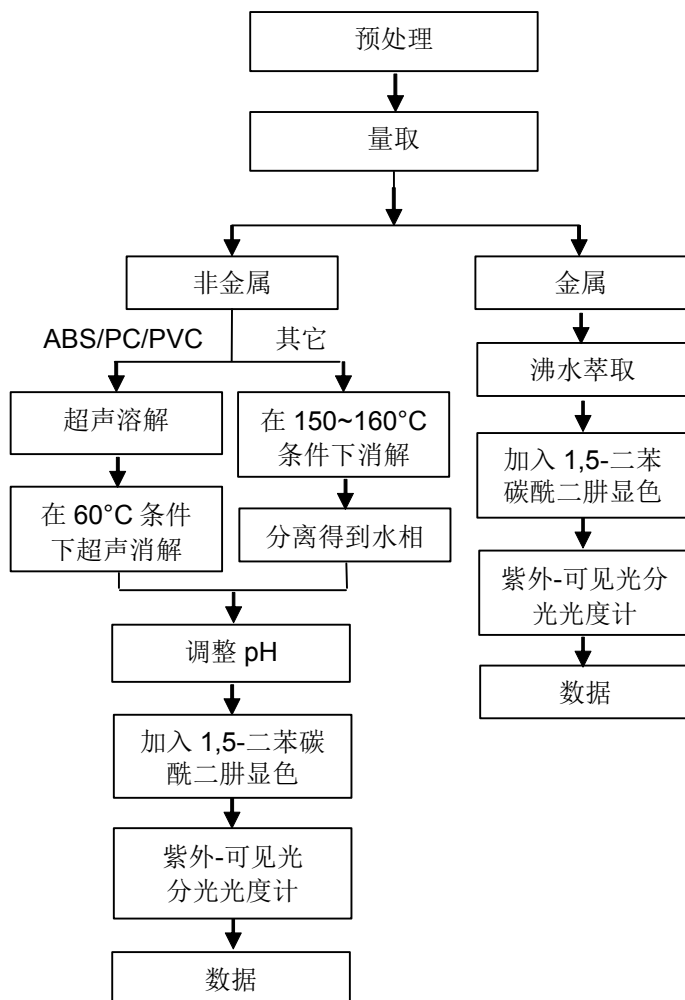 预处理
量取
非金属
金属
ABS/PC/PVC
其它
沸水萃取
超声溶解
在 150~160°C
条件下消解
加入 1,5-二苯
碳酰二肼显色
在 60°C 条件
下超声消解
分离得到水相
紫外-可见光分
光光度计
调整 pH
数据
加入 1,5-二苯碳
酰二肼显色
紫外-可见光
分光光度计
数据